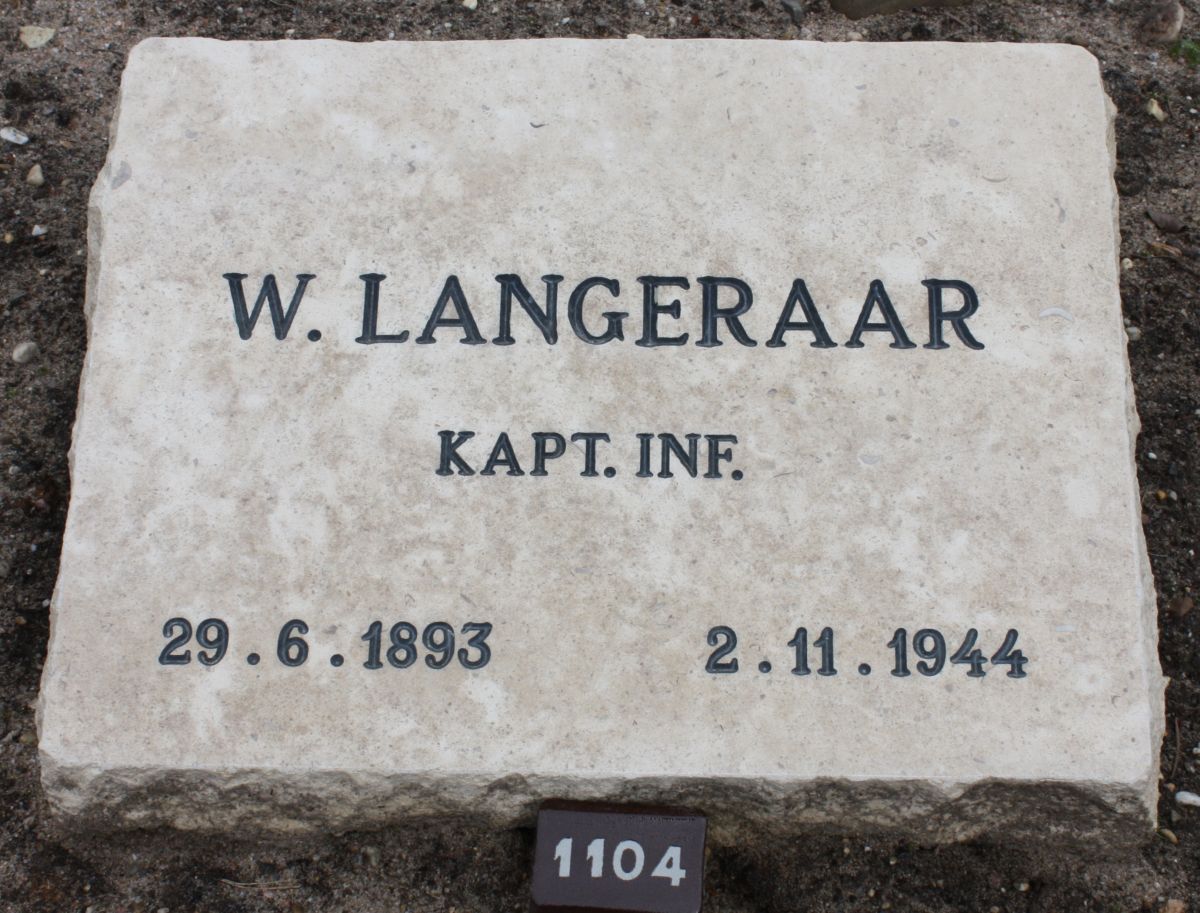 W. LANGERAAR
KAPT. INF.
29.6.1893 2.11.1944
1104